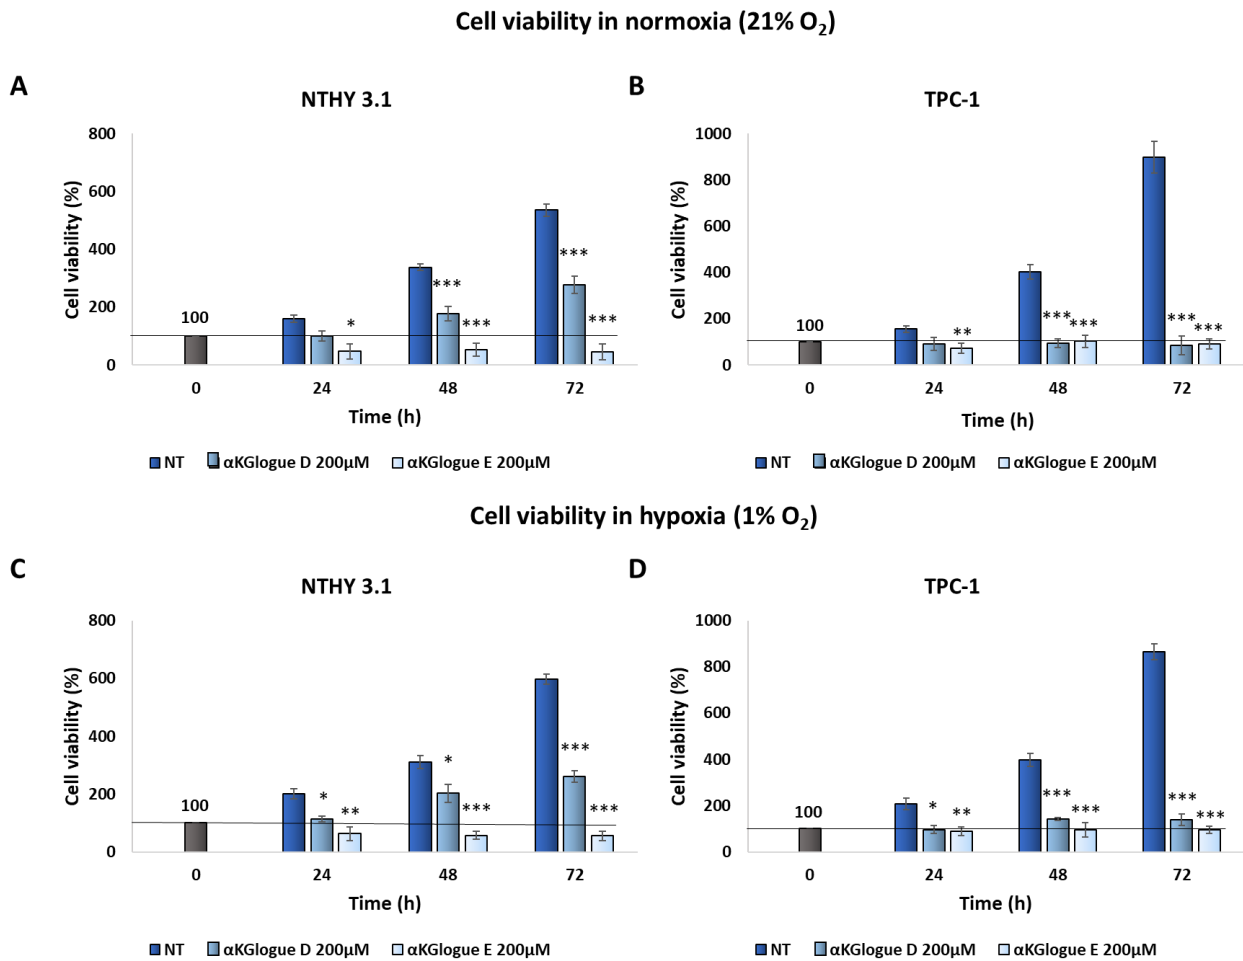 Cell viability in normoxia (21% O₂)
A
NTHY 3.1
Cell viability (%)
800
600
400
200
0
100
*
***
***
***
***
0
24
48
72
Time (h)
NT
αKGlogue D 200µM
αKGlogue E 200µM
B
TPC-1
Cell viability (%)
1000
800
600
400
200
0
100
**
***
***
***
***
0
24
48
72
Time (h)
NT
αKGlogue D 200µM
αKGlogue E 200µM
Cell viability in hypoxia (1% O₂)
C
NTHY 3.1
Cell viability (%)
800
600
400
200
0
100
*
**
*
***
***
***
0
24
48
72
Time (h)
NT
αKGlogue D 200µM
αKGlogue E 200µM
D
TPC-1
Cell viability (%)
1000
800
600
400
200
0
100
*
**
***
***
***
***
0
24
48
72
Time (h)
NT
αKGlogue D 200µM
αKGlogue E 200µM